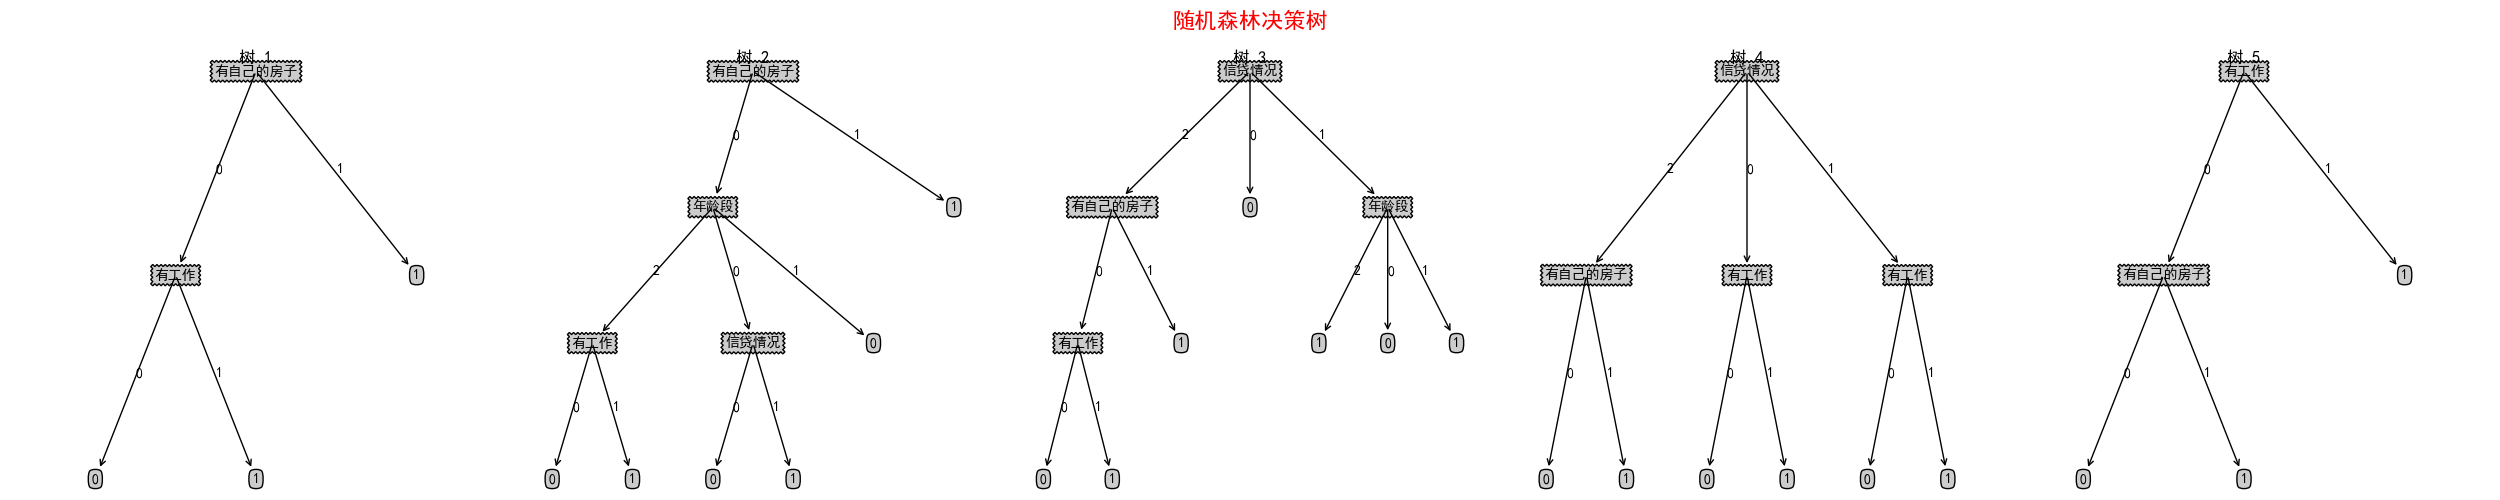 随机森林决策树
树 1 树 2 树 3 树 4 树 5
有自己的房子 有自己的房子 信贷情况 信贷情况 有工作
0 2 0 1
0 1 1
0 1 2 0 1 0 1
年龄段 1 有自己的房子 0 年龄段
有工作 1 2 0 1 0 1 2 0 1 有自己的房子 有工作 有工作 有自己的房子 1
有工作 信贷情况 0 有工作 1 1 0 1
0 1 0 1 0 1 0 1 0 1
0 1 0 1 0 1
0 0 1 0 1 0 1 0 1 0 1 0 1 0
1 1